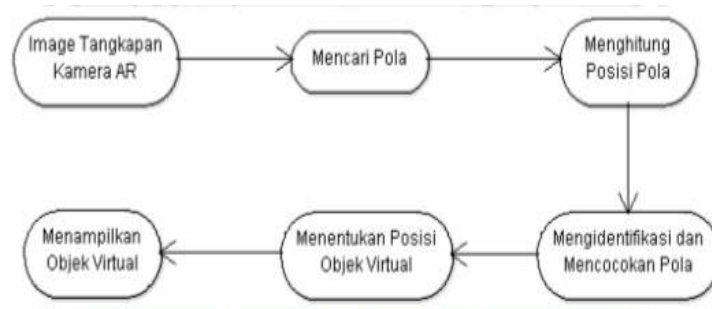 Image Tangkapan
Kamera AR
Mencari Pola
Menghitung
Posisi Pola
Mengidentifikasi dan
Mencocokan Pola
Menentukan Posisi
Objek Virtual
Menampilkan
Objek Virtual